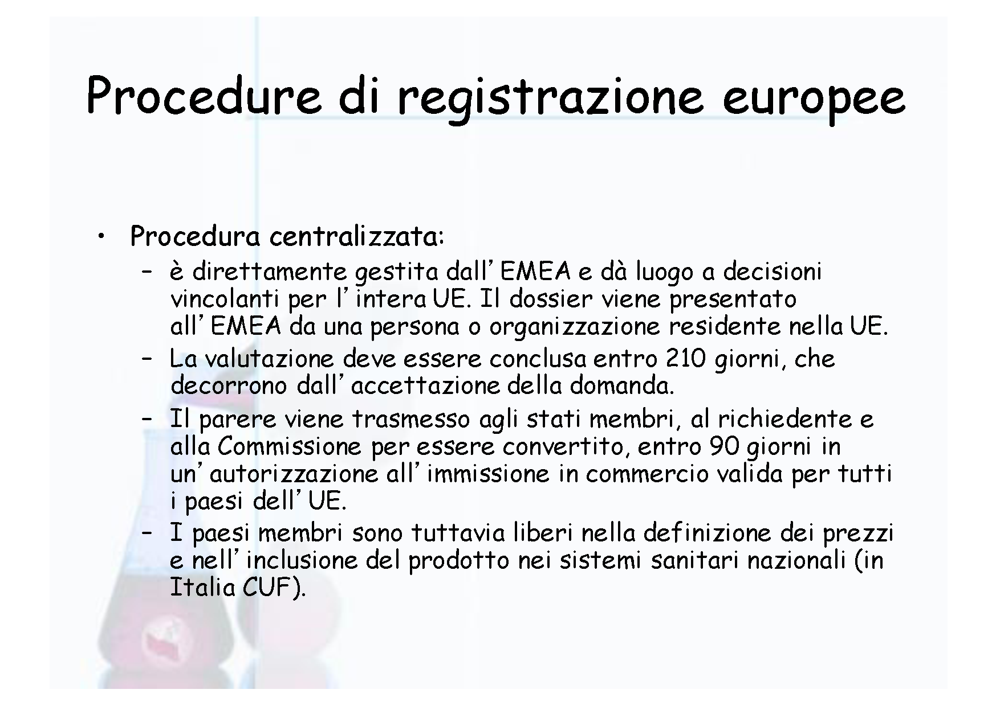 Procedure di registrazione europee
• Procedura centralizzata:
– è direttamente gestita dall’EMEA e dà luogo a decisioni
vincolanti per l’intera UE. Il dossier viene presentato
all’EMEA da una persona o organizzazione residente nella UE.
– La valutazione deve essere conclusa entro 210 giorni, che
decorrono dall’accettazione della domanda.
– Il parere viene trasmesso agli stati membri, al richiedente e
alla Commissione per essere convertito, entro 90 giorni in
un’autorizzazione all’immissione in commercio valida per tutti
i paesi dell’UE.
– I paesi membri sono tuttavia liberi nella definizione dei prezzi
e nell’inclusione del prodotto nei sistemi sanitari nazionali (in
Italia CUF).